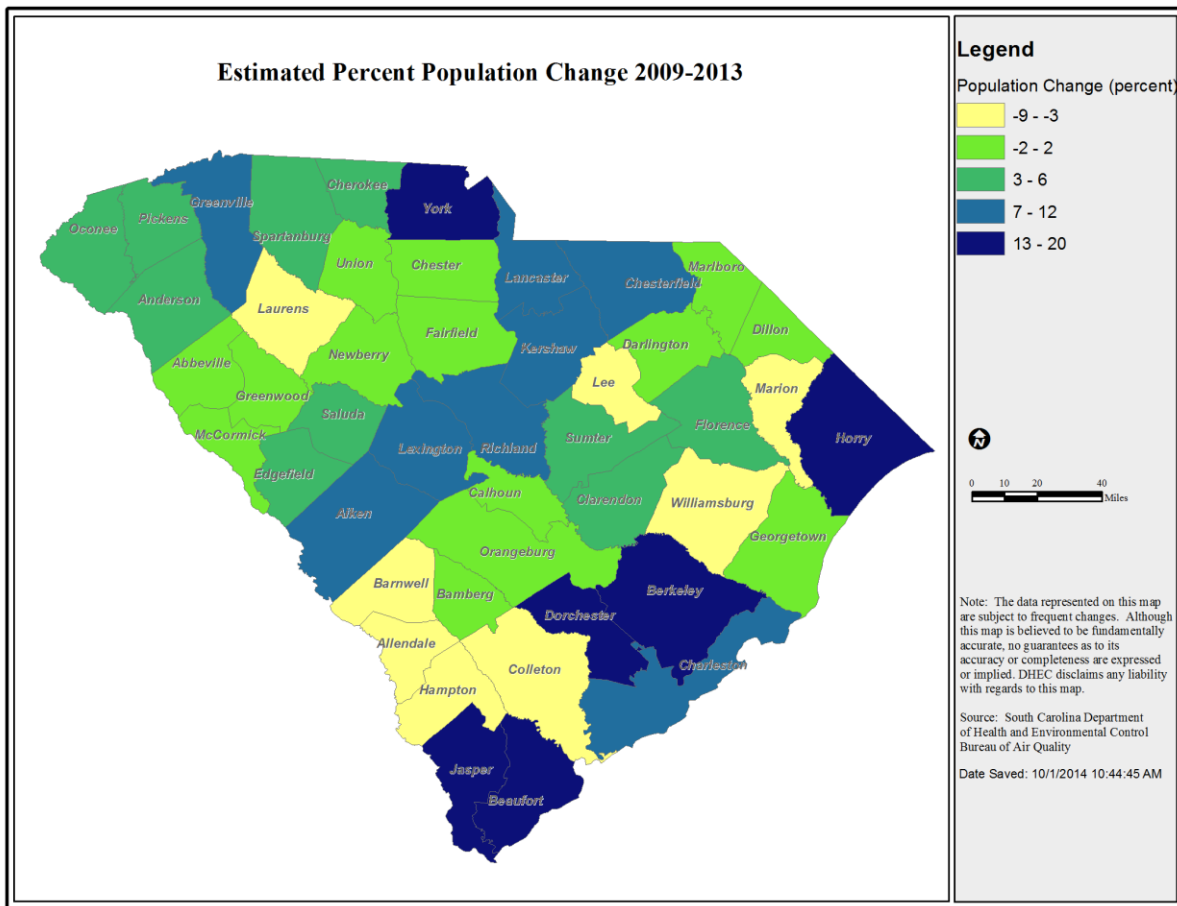 Estimated Percent Population Change 2009-2013
Cherokee
York
Greenville
Pickens
Oconee
Spartanburg
Union
Chester
Lancaster
Chesterfield
Marlboro
Anderson
Laurens
Fairfield
Kershaw
Darlington
Dillon
Abbeville
Newberry
Lee
Marion
Greenwood
Saluda
Florence
Horry
McCormick
Lexington
Richland
Sumter
Edgefield
Calhoun
Clarendon
Williamsburg
Aiken
Orangeburg
Georgetown
Barnwell
Bamberg
Berkeley
Dorchester
Allendale
Colleton
Charleston
Hampton
Jasper
Beaufort
Legend
Population Change (percent)
-9 - -3
-2 - 2
3 - 6
7 - 12
13 - 20
N
0 10 20 40
Miles
Note: The data represented on this map
are subject to frequent changes. Although
this map is believed to be fundamentally
accurate, no guarantees as to its
accuracy or completeness are expressed
or implied. DHEC disclaims any liability
with regards to this map.
Source: South Carolina Department
of Health and Environmental Control
Bureau of Air Quality
Date Saved: 10/1/2014 10:44:45 AM